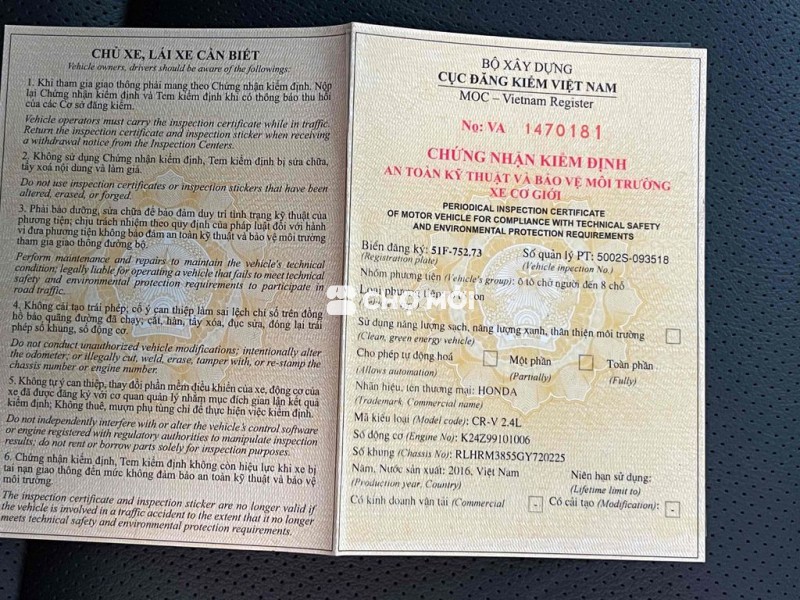 CHỦ XE, LÁI XE CẦN BIẾT
Vehicle owners, drivers should be aware of the followings:
1. Khi tham gia giao thông phải mang theo Chứng nhận kiểm định. Nộp
lại Chứng nhận kiểm định và Tem kiểm định khi có thông báo thu hồi
của các Cơ sở đăng kiểm.
Vehicle operators must carry the inspection certificate while in traffic.
Return the inspection certificate and inspection sticker when receiving
a withdrawal notice from the Inspection Centers.
2. Không sử dụng Chứng nhận kiểm định, Tem kiểm định bị sửa chữa,
tẩy xoá nội dung và làm giả.
Do not use inspection certificates or inspection stickers that have been
altered, erased, or forged.
3. Phải bảo dưỡng, sửa chữa để bảo đảm duy trì tình trạng kỹ thuật của
phương tiện; chịu trách nhiệm theo quy định của pháp luật đối với hành
vi đưa phương tiện không bảo đảm an toàn kỹ thuật và bảo vệ môi trường
tham gia giao thông đường bộ.
Perform maintenance and repairs to maintain the vehicle's technical
condition; legally liable for operating a vehicle that fails to meet technical
safety and environmental protection requirements to participate in
road traffic.
4. Không cải tạo trái phép; cố ý can thiệp làm sai lệch chỉ số trên đồng
hồ báo quãng đường đã chạy; cắt, hàn, tẩy xóa, đục sửa, đóng lại trái
phép số khung, số động cơ.
Do not conduct unauthorized vehicle modifications; intentionally alter
the odometer; or illegally cut, weld, erase, tamper with, or re-stamp the
chassis number or engine number.
5. Không tự ý can thiệp, thay đổi phần mềm điều khiển của xe, động cơ của
xe đã được đăng ký với cơ quan quản lý nhằm mục đích gian lận kết quả
kiểm định; Không thuê, mượn phụ tùng chỉ để thực hiện việc kiểm định.
Do not independently interfere with or alter the vehicle's control software
or engine registered with regulatory authorities to manipulate inspection
results; do not rent or borrow parts solely for inspection purposes.
6. Chứng nhận kiểm định, Tem kiểm định không còn hiệu lực khi xe bị
tai nạn giao thông đến mức không đảm bảo an toàn kỹ thuật và bảo vệ
môi trường.
The inspection certificate and inspection sticker are no longer valid if
the vehicle is involved in a traffic accident to the extent that it no longer
meets technical safety and environmental protection requirements.
BỘ XÂY DỰNG
CỤC ĐĂNG KIỂM VIỆT NAM
MOC – Vietnam Register
No: VA 1470181
CHỨNG NHẬN KIỂM ĐỊNH
AN TOÀN KỸ THUẬT VÀ BẢO VỆ MÔI TRƯỜNG
XE CƠ GIỚI
PERIODICAL INSPECTION CERTIFICATE
OF MOTOR VEHICLE FOR COMPLIANCE WITH TECHNICAL SAFETY
AND ENVIRONMENTAL PROTECTION REQUIREMENTS
Biển đăng ký: 51F-752.73 Số quản lý PT: 5002S-093518
(Registration plate) (Vehicle inpection No )
Nhóm phương tiện (Vehicle's group): ô tô chở người đến 8 chỗ
Loại phương tiện con
CHỢ MỚI
Sử dụng năng lượng sạch, năng lượng xanh, thân thiện môi trường
(Clean, green energy vehicle)
Cho phép tự động hoá Một phần Toàn phần
(Allows automation) (Partially) (Fully)
Nhãn hiệu, tên thương mại: HONDA
(Trademark, Commercial name)
Mã kiểu loại (Model code): CR-V 2.4L
Số động cơ (Engine No): K24Z99101006
Số khung (Chassis No): RLHRM3855GY720225
Năm, Nước sản xuất: 2016, Việt Nam Niên hạn sử dụng:
(Production year, Country) (Lifetime limit to)
Có kinh doanh vận tải (Commercial - Có cải tạo (Modification): -